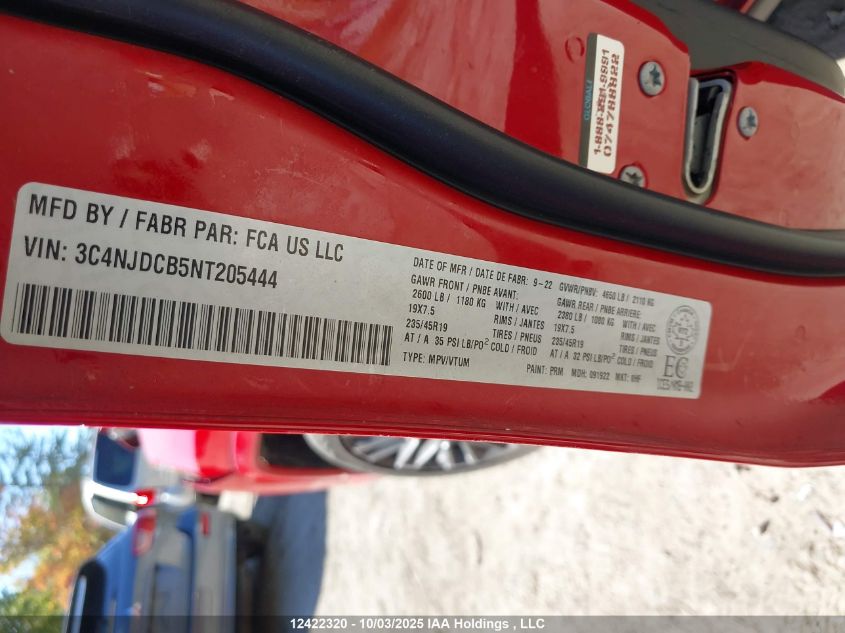 MFD BY / FABR PAR: FCA US LLC
VIN: 3C4NJDCB5NT205444
DATE OF MFR / DATE DE FABR: 9-22 GVWR/PNBV: 4650 LB / 2110 KG
GAWR FRONT / PNBE AVANT:
2600 LB / 1180 KG WITH / AVEC
19X7.5 RIMS / JANTES
235/45R19 TIRES / PNEUS
AT / A 35 PSI LB/PO² COLD / FROID
TYPE: MPV/VTUM
GAWR REAR / PNBE ARRIERE:
2380 LB / 1080 KG WITH / AVEC
19X7.5 RIMS / JANTES
235/45R19 TIRES / PNEUS
AT / A 32 PSI LB/PO² COLD / FROID
PAINT: PRM MDH: 091922 MKT:
EC
GLOBALI
12422320 - 10/03/2025 IAA Holdings , LLC